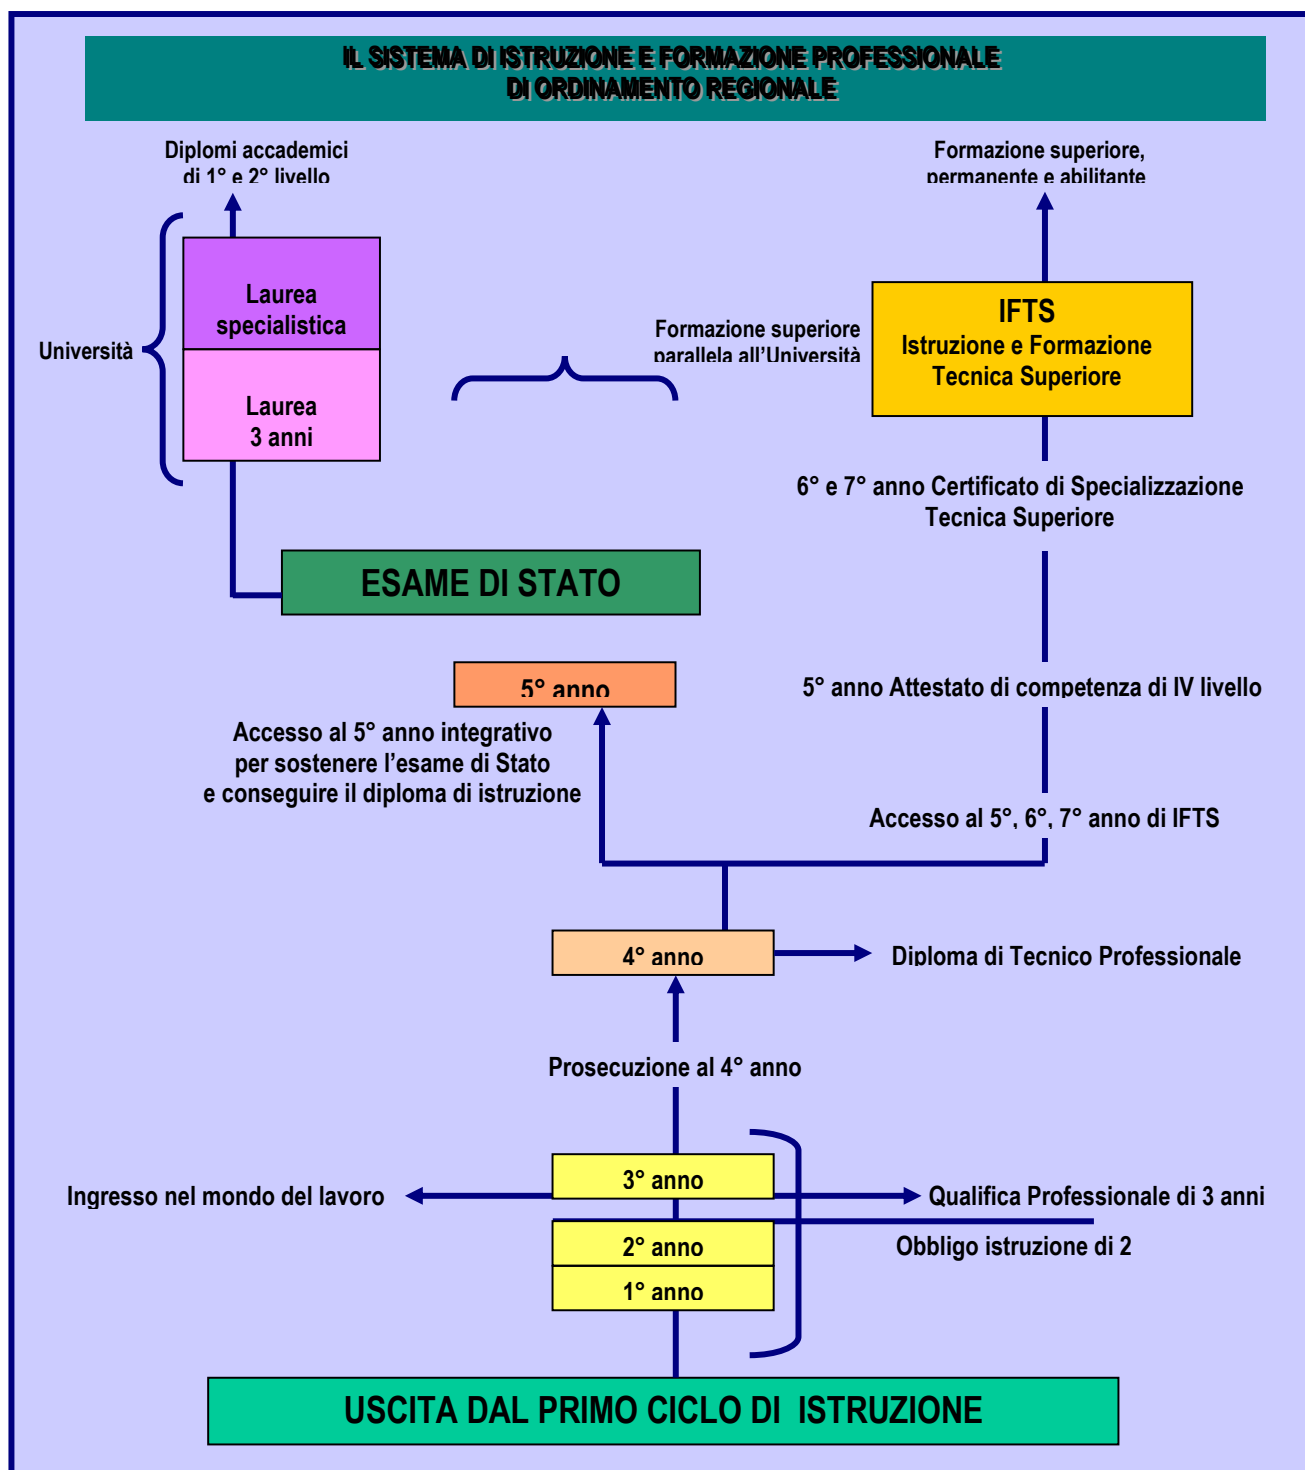 IL SISTEMA DI ISTRUZIONE E FORMAZIONE PROFESSIONALE
DI ORDINAMENTO REGIONALE
Diplomi accademici
di 1° e 2° livello
Formazione superiore,
permanente e abilitante
Laurea
specialistica
Università
Laurea
3 anni
Formazione superiore
parallela all’Università
IFTS
Istruzione e Formazione
Tecnica Superiore
6° e 7° anno Certificato di Specializzazione
Tecnica Superiore
ESAME DI STATO
5° anno
5° anno Attestato di competenza di IV livello
Accesso al 5° anno integrativo
per sostenere l’esame di Stato
e conseguire il diploma di istruzione
Accesso al 5°, 6°, 7° anno di IFTS
4° anno
Diploma di Tecnico Professionale
Prosecuzione al 4° anno
3° anno
Ingresso nel mondo del lavoro
Qualifica Professionale di 3 anni
2° anno
Obbligo istruzione di 2
1° anno
USCITA DAL PRIMO CICLO DI ISTRUZIONE